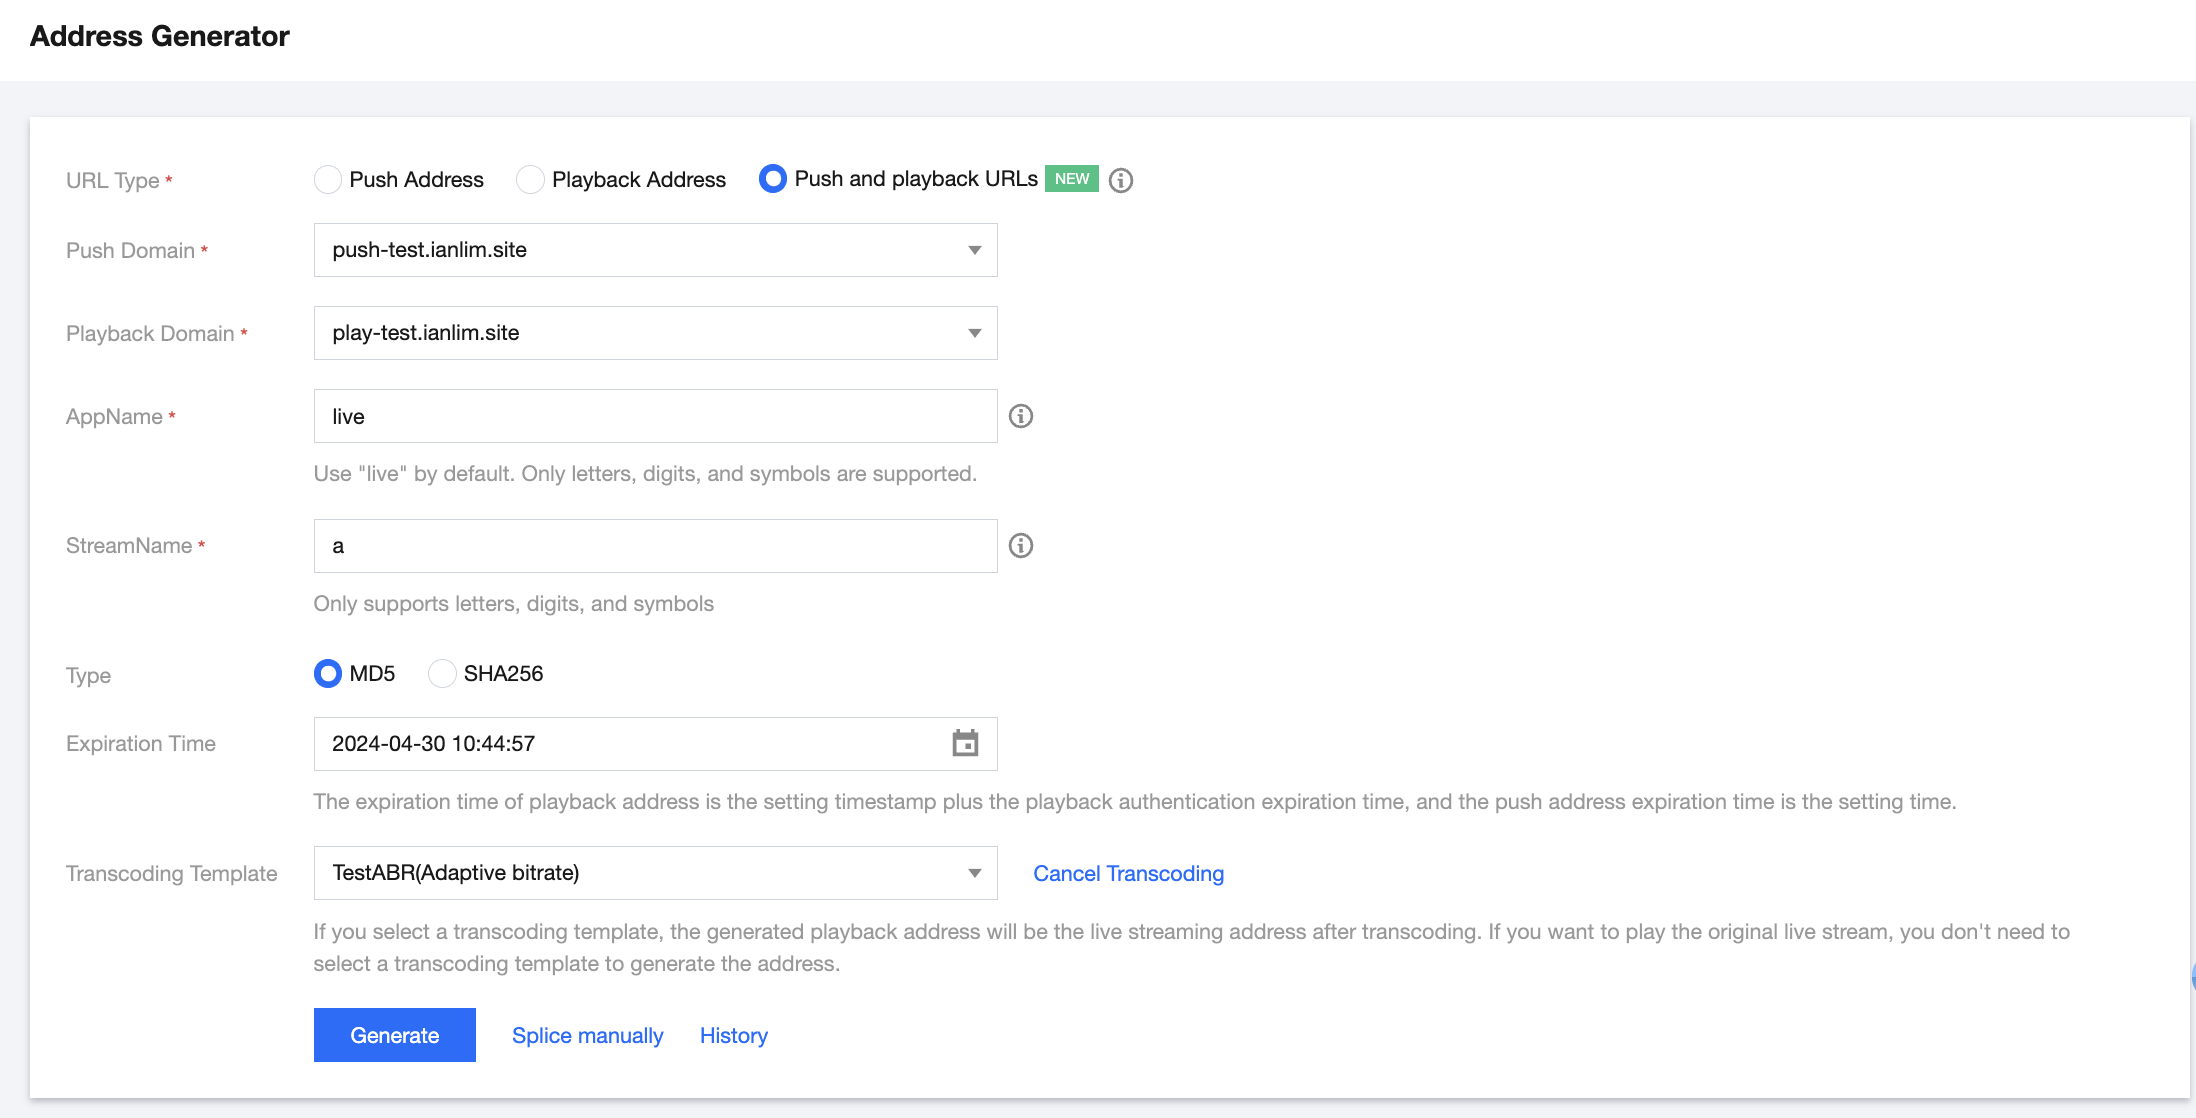 Address Generator
URL Type * Push Address Playback Address Push and playback URLs NEW
Push Domain * push-test.ianlim.site
Playback Domain * play-test.ianlim.site
AppName * live
Use "live" by default. Only letters, digits, and symbols are supported.
StreamName * a
Only supports letters, digits, and symbols
Type MD5 SHA256
Expiration Time 2024-04-30 10:44:57
The expiration time of playback address is the setting timestamp plus the playback authentication expiration time, and the push address expiration time is the setting time.
Transcoding Template TestABR(Adaptive bitrate) Cancel Transcoding
If you select a transcoding template, the generated playback address will be the live streaming address after transcoding. If you want to play the original live stream, you don't need to
select a transcoding template to generate the address.
Generate Splice manually History